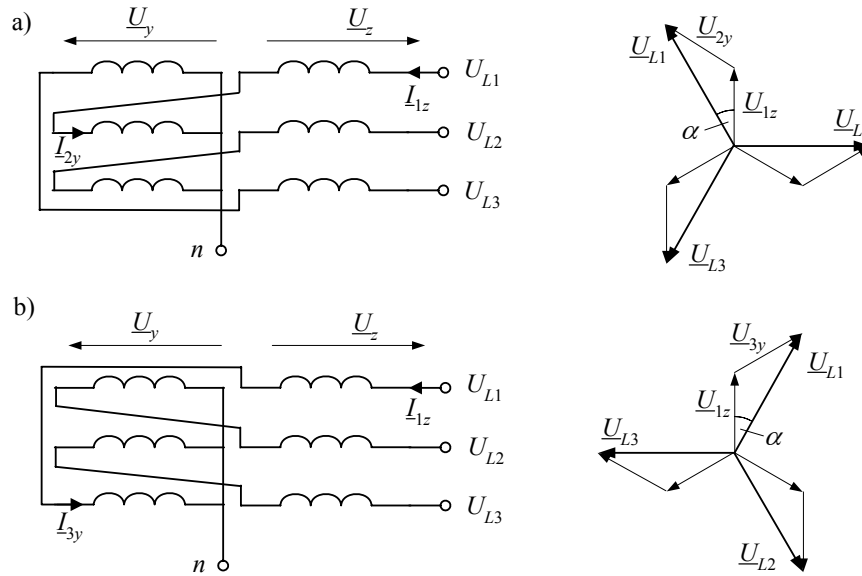 a)
U_y U_z
I_1z
U_L1
I_2y
U_L2
U_L3
n
U_L1
U_2y
U_1z
α
U_L
U_L3
b)
U_y U_z
I_1z
U_L1
U_L2
I_3y
U_L3
n
U_3y
U_L1
U_1z
α
U_L3
U_L2